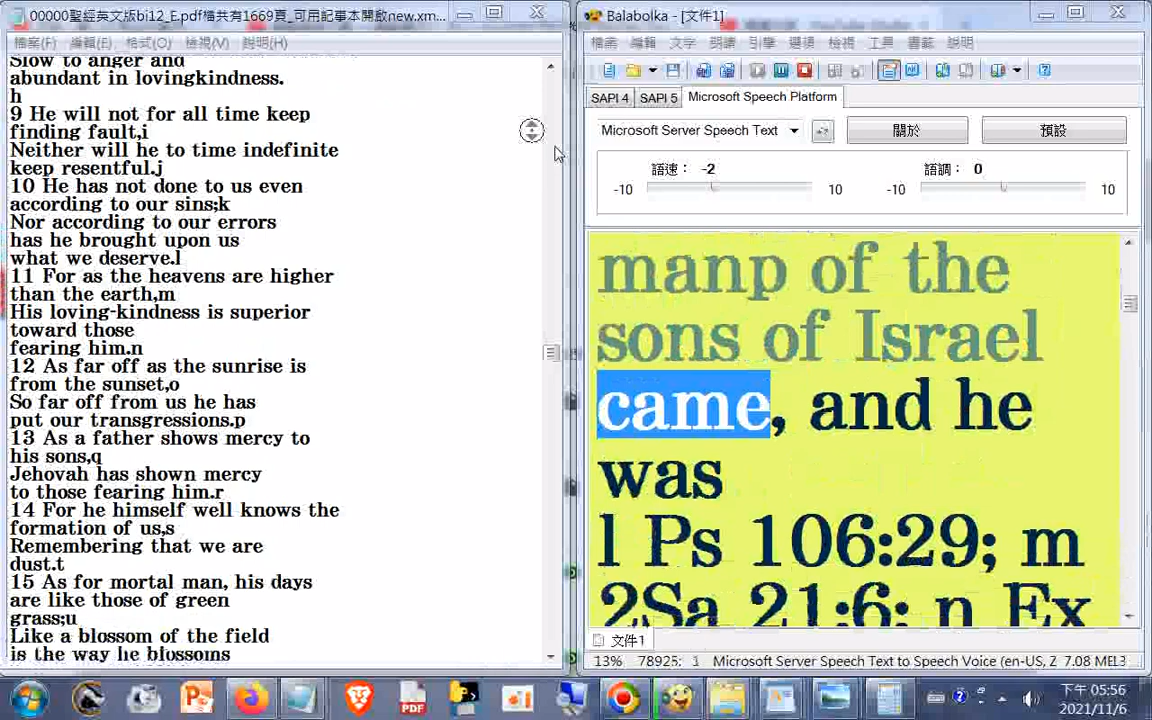 00000聖經英文版bi12_E.pdf檔共有1669頁_可用記事本開啟new.xm...
檔案(F) 編輯(E) 格式(O) 檢視(V) 說明(H)
Slow to anger and
abundant in lovingkindness.
h
9 He will not for all time keep
finding fault,i
Neither will he to time indefinite
keep resentful.j
10 He has not done to us even
according to our sins;k
Nor according to our errors
has he brought upon us
what we deserve.l
11 For as the heavens are higher
than the earth,m
His loving-kindness is superior
toward those
fearing him.n
12 As far off as the sunrise is
from the sunset,o
So far off from us he has
put our transgressions.p
13 As a father shows mercy to
his sons,q
Jehovah has shown mercy
to those fearing him.r
14 For he himself well knows the
formation of us,s
Remembering that we are
dust.t
15 As for mortal man, his days
are like those of green
grass;u
Like a blossom of the field
is the way he blossoms
Balabolka - [文件1]
檔案 編輯 文字 朗讀 引擎 選項 檢視 工具 書籤 說明
SAPI 4 SAPI 5 Microsoft Speech Platform
Microsoft Server Speech Text
關於
預設
語速： -2
-10 10
語調： 0
-10 10
manp of the
sons of Israel
came, and he
was
l Ps 106:29; m
2Sa 21:6; n Ex
文件1
13% 78925: 1 Microsoft Server Speech Text to Speech Voice (en-US, Z 7.08 MEL3
PDF
下午 05:56
2021/11/6